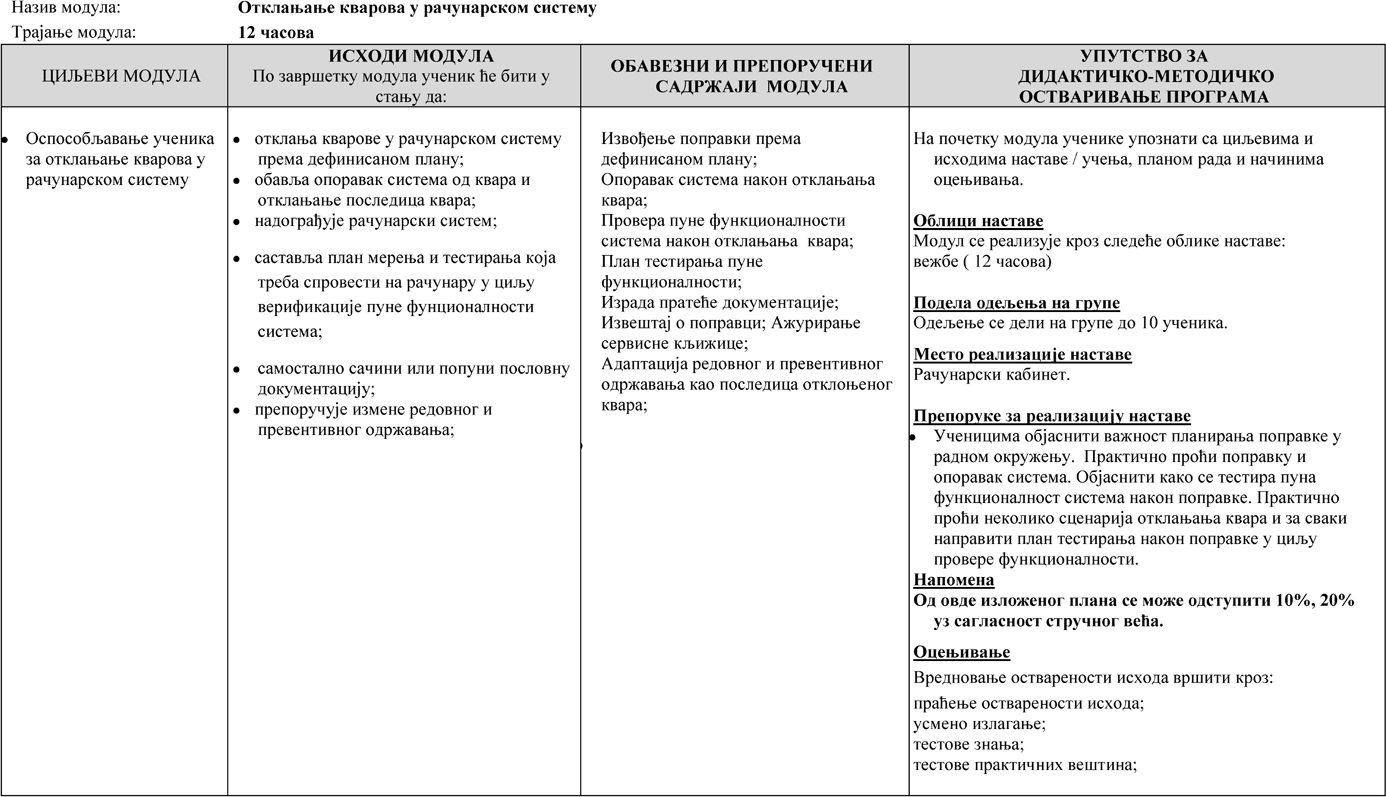 Назив модула: Отклањање кварова у рачунарском систему
Трајање модула: 12 часова
ЦИЉЕВИ МОДУЛА
ИСХОДИ МОДУЛА
По завршетку модула ученик ће бити у
стању да:
ОБАВЕЗНИ И ПРЕПОРУЧЕНИ
САДРЖАЈИ МОДУЛА
УПУТСТВО ЗА
ДИДАКТИЧКО-МЕТОДИЧКО
ОСТВАРИВАЊЕ ПРОГРАМА
• Оспособљавање ученика
за отклањање кварова у
рачунарском систему
• отклања кварове у рачунарском систему
према дефинисаном плану;
• обавља опоравак система од квара и
отклањање последица квара;
• надограђује рачунарски систем;
• саставља план мерења и тестирања која
треба спровести на рачунару у циљу
верификације пуне фунционалности
система;
• самостално сачини или попуни пословну
документацију;
• препоручује измене редовног и
превентивног одржавања;
Извођење поправки према
дефинисаном плану;
Опоравак система након отклањања
квара;
Провера пуне функционалности
система након отклањања квара;
План тестирања пуне
функционалности;
Израда пратеће документације;
Извештај о поправци; Ажурирање
сервисне књижице;
Адаптација редовног и превентивног
одржавања као последица отклоњеног
квара;
На почетку модула ученике упознати са циљевима и
исходима наставе / учења, планом рада и начинима
оцењивања.
Облици наставе
Модул се реализује кроз следеће облике наставе:
вежбе ( 12 часова)
Подела одељења на групе
Одељење се дели на групе до 10 ученика.
Место реализације наставе
Рачунарски кабинет.
Препоруке за реализацију наставе
• Ученицима објаснити важност планирања поправке у
радном окружењу. Практично проћи поправку и
опоравак система. Објаснити како се тестира пуна
функционалност система након поправке. Практично
проћи неколико сценарија отклањања квара и за сваки
направити план тестирања након поправке у циљу
провере функционалности.
Напомена
Од овде изложеног плана се може одступити 10%, 20%
уз сагласност стручног већа.
Оцењивање
Вредновање остварености исхода вршити кроз:
праћење остварености исхода;
усмено излагање;
тестове знања;
тестове практичних вештина;